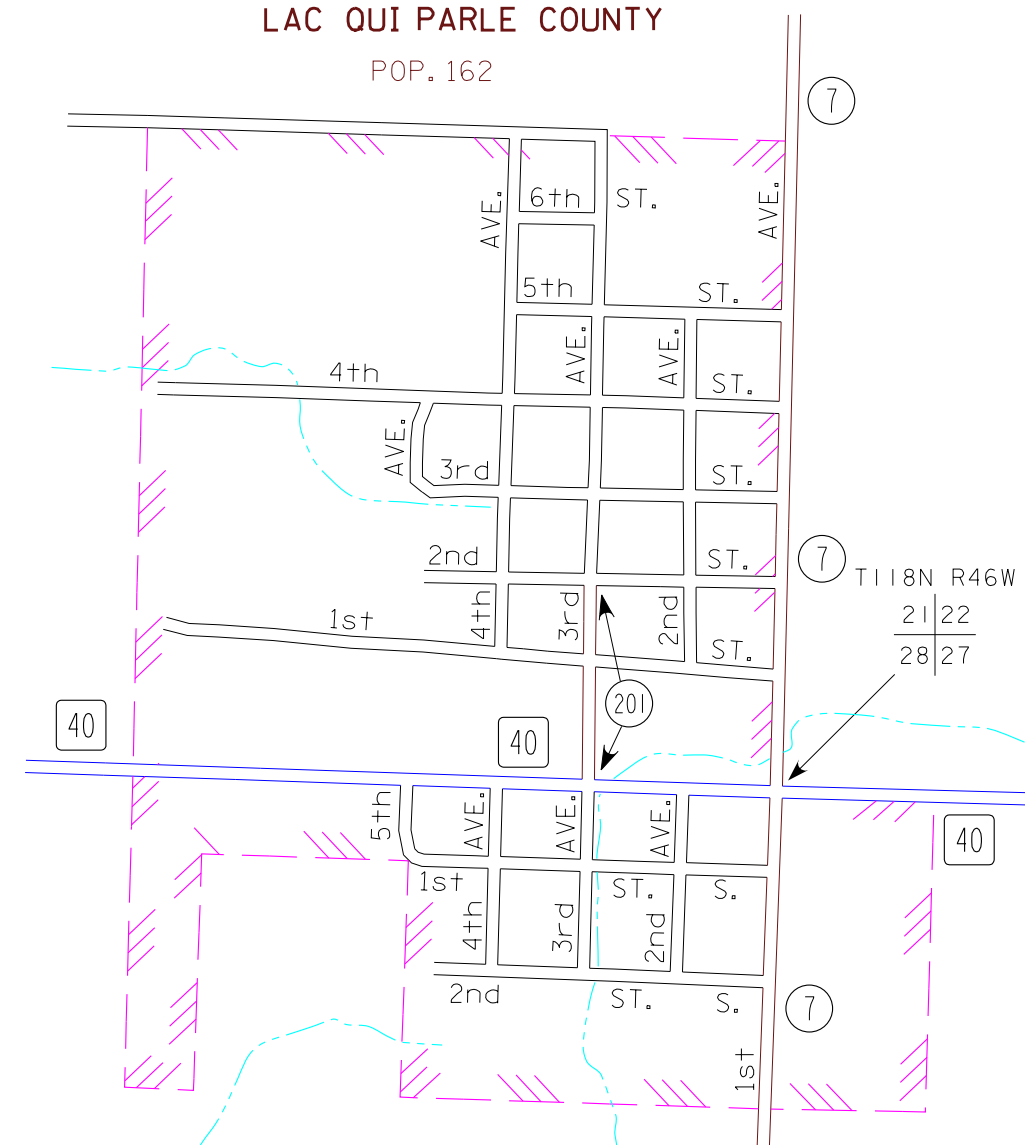 LAC QUI PARLE COUNTY
POP. 162
7
AVE.
6th ST.
AVE.
5th ST.
AVE.
AVE.
4th ST.
AVE.
3rd ST.
2nd ST.
7
T118N R46W
21 22
28 27
1st ST.
4th
3rd
2nd
201
40
40
5th
AVE.
AVE.
AVE.
40
1st ST. S.
4th
3rd
2nd
2nd ST. S.
7
1st